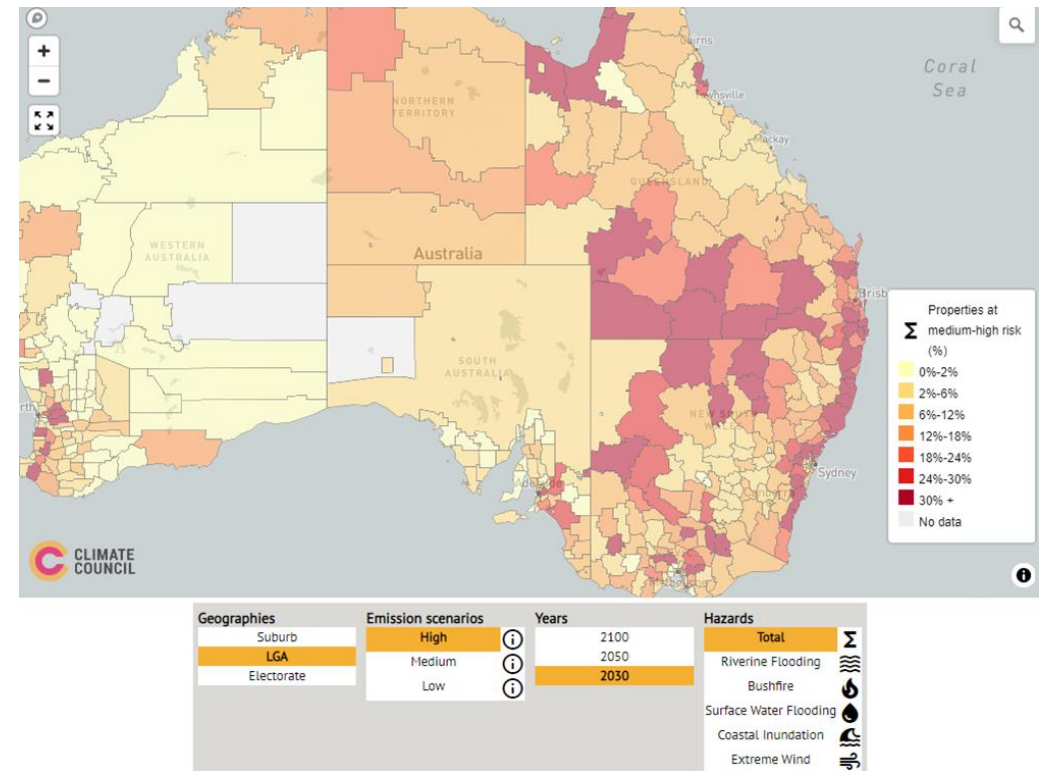 +
−
Cairns
Coral
Sea
Townsville
NORTHERN
TERRITORY
Mackay
QUEENSLAND
WESTERN
AUSTRALIA
Australia
Brisb
SOUTH
AUSTRALIA
NEW SOUTH
WALES
Sydney
Adelaide
Canberra
Melbourne
Properties at
Σ medium-high risk
(%)
0%-2%
2%-6%
6%-12%
12%-18%
18%-24%
24%-30%
30% +
No data
CLIMATE
COUNCIL
Geographies
Suburb
LGA
Electorate
Emission scenarios
High
Medium
Low
Years
2100
2050
2030
Hazards
Total Σ
Riverine Flooding
Bushfire
Surface Water Flooding
Coastal Inundation
Extreme Wind